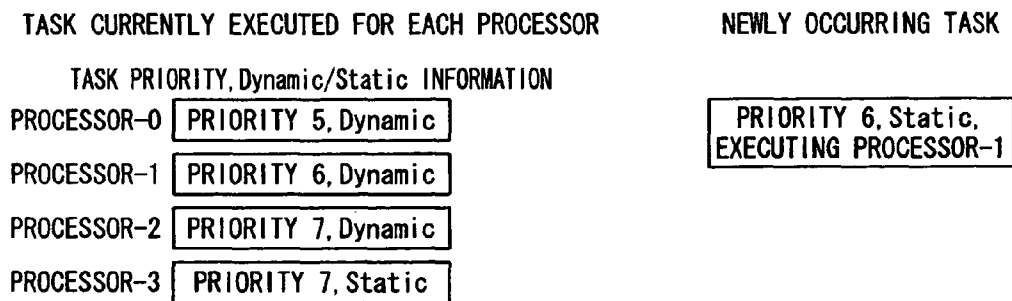 TASK CURRENTLY EXECUTED FOR EACH PROCESSOR
NEWLY OCCURRING TASK
TASK PRIORITY, Dynamic/Static INFORMATION
PROCESSOR-0 PRIORITY 5, Dynamic
PROCESSOR-1 PRIORITY 6, Dynamic
PROCESSOR-2 PRIORITY 7, Dynamic
PROCESSOR-3 PRIORITY 7, Static
PRIORITY 6, Static,
EXECUTING PROCESSOR-1